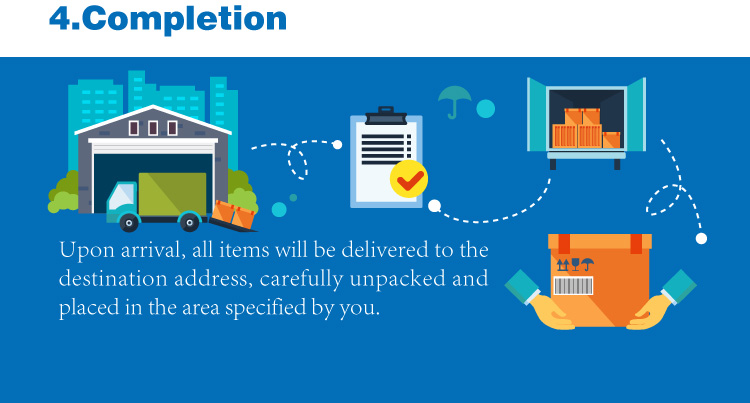 4.Completion
Upon arrival, all items will be delivered to the
destination address, carefully unpacked and
placed in the area specified by you.